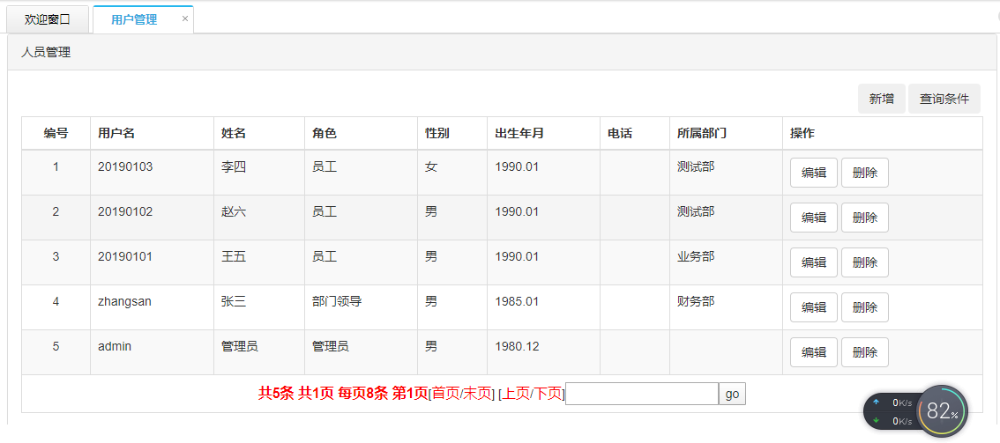 欢迎窗口 用户管理 ×
人员管理
新增 查询条件
编号 用户名 姓名 角色 性别 出生年月 电话 所属部门 操作
1 20190103 李四 员工 女 1990.01 测试部 编辑 删除
2 20190102 赵六 员工 男 1990.01 测试部 编辑 删除
3 20190101 王五 员工 男 1990.01 业务部 编辑 删除
4 zhangsan 张三 部门领导 男 1985.01 财务部 编辑 删除
5 admin 管理员 管理员 男 1980.12 编辑 删除
共5条 共1页 每页8条 第1页[首页/末页] [上页/下页] go
0K/s
0K/s
82%